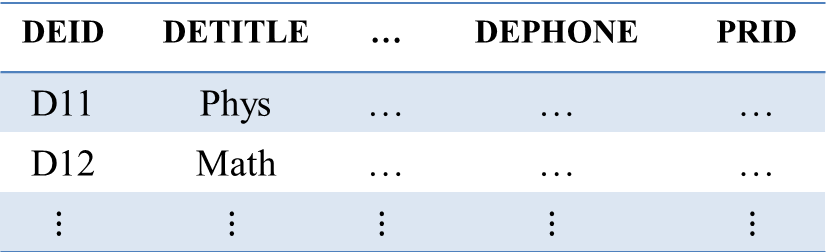 DEID DETITLE … DEPHONE PRID
D11 Phys … … …
D12 Math … … …
⋮ ⋮ ⋮ ⋮ ⋮